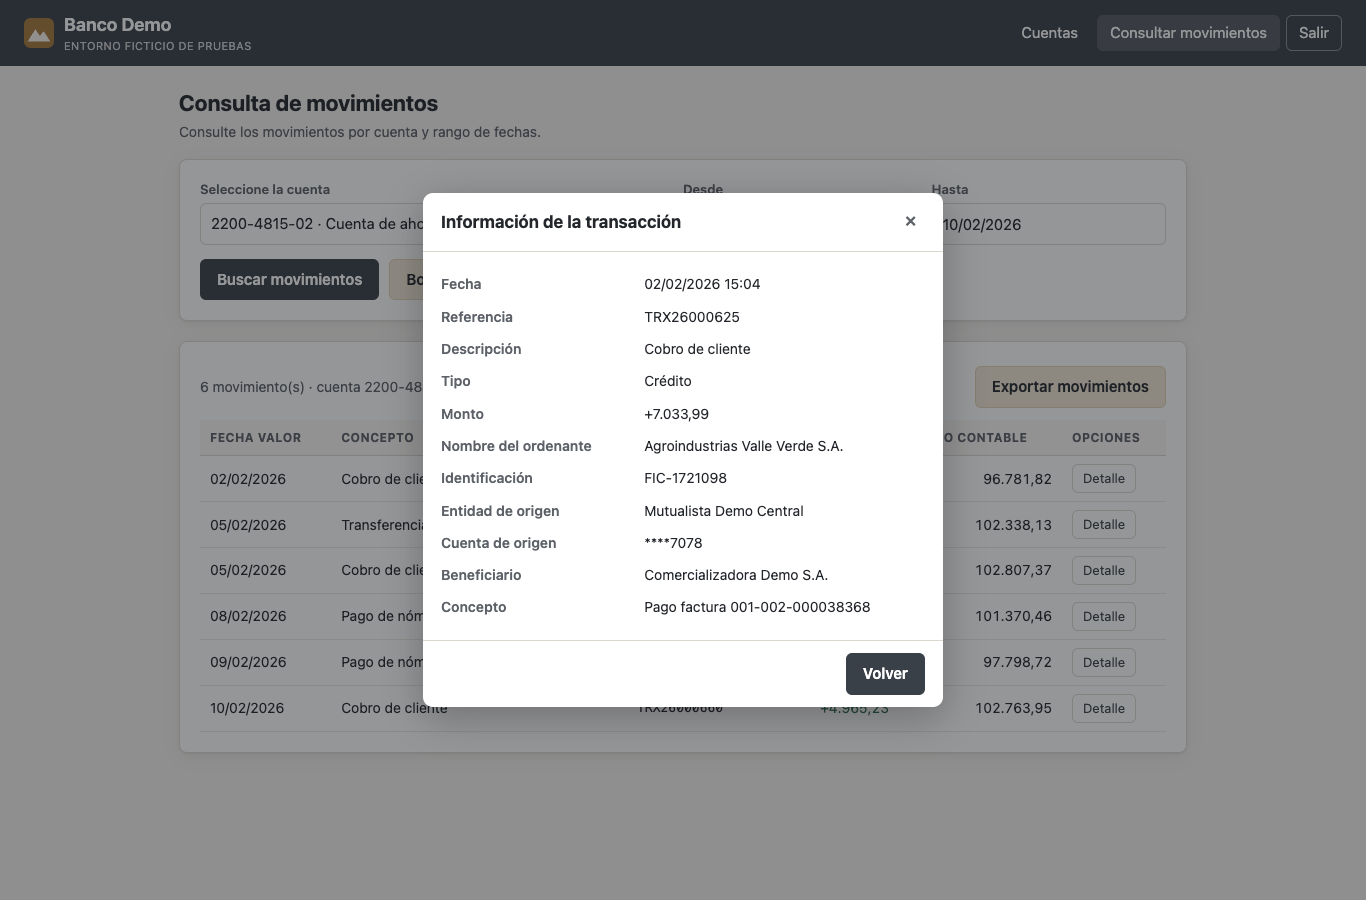 Banco Demo
ENTORNO FICTICIO DE PRUEBAS
Cuentas
Consultar movimientos
Salir
Consulta de movimientos
Consulte los movimientos por cuenta y rango de fechas.
Seleccione la cuenta
Desde
Hasta
2200-4815-02 · Cuenta de
10/02/2026
Buscar movimientos
Información de la transacción
×
Fecha 02/02/2026 15:04
Referencia TRX26000625
Descripción Cobro de cliente
Tipo Crédito
Monto +7.033,99
Nombre del ordenante Agroindustrias Valle Verde S.A.
Identificación FIC-1721098
Entidad de origen Mutualista Demo Central
Cuenta de origen ****7078
Beneficiario Comercializadora Demo S.A.
Concepto Pago factura 001-002-000038368
Volver
6 movimiento(s) · cuenta 2200-48
Exportar movimientos
FECHA VALOR CONCEPTO CONTABLE OPCIONES
02/02/2026 Cobro de 96.781,82 Detalle
05/02/2026 Transferencia 102.338,13 Detalle
05/02/2026 Cobro de 102.807,37 Detalle
08/02/2026 Pago de 101.370,46 Detalle
09/02/2026 Pago de 97.798,72 Detalle
10/02/2026 Cobro de cliente TRX26000660 +4.965,23 102.763,95 Detalle